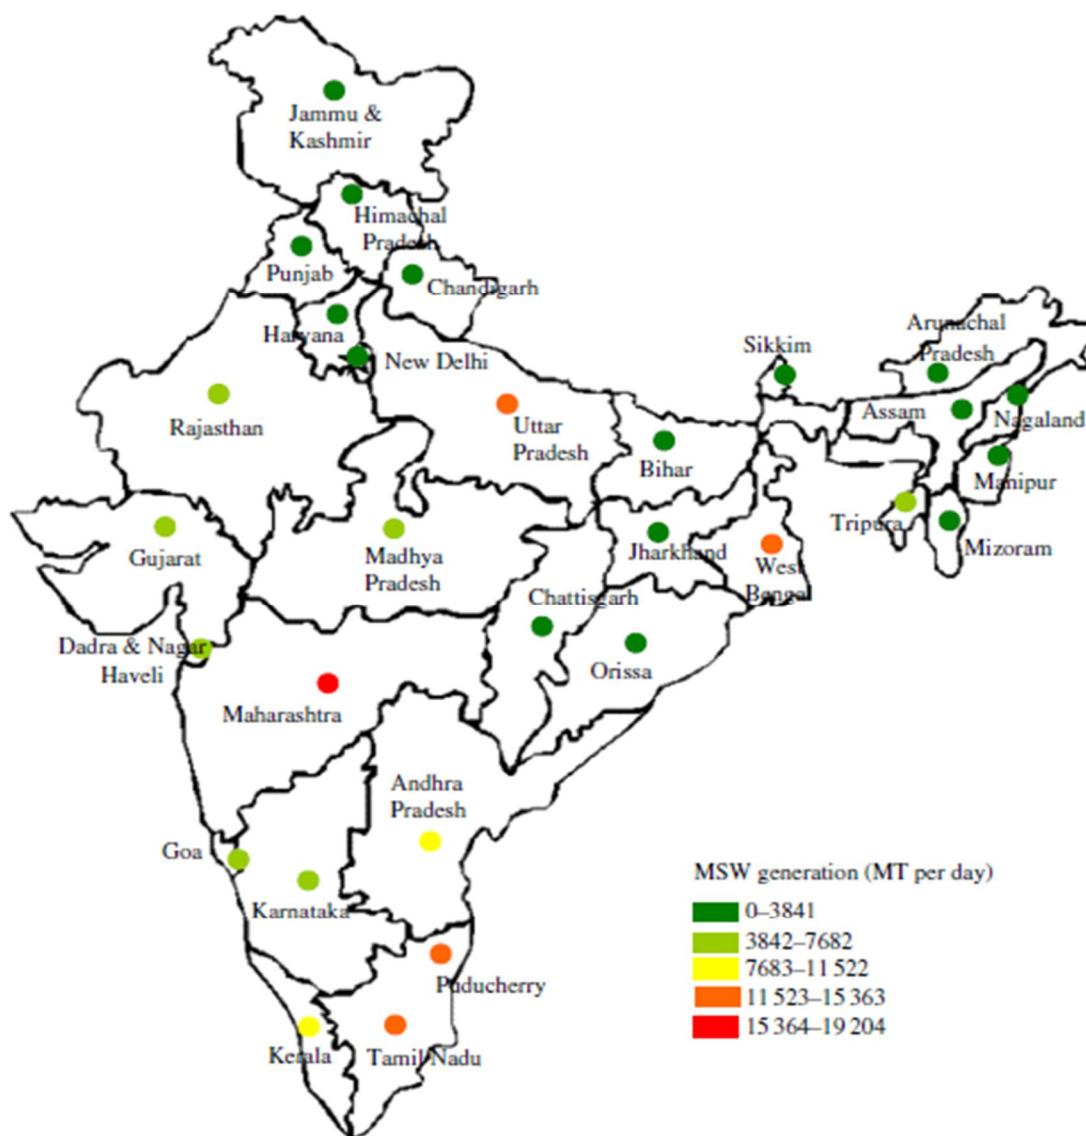 Jammu &
Kashmir
Himachal
Pradesh
Punjab
Chandigarh
Haryana
New Delhi
Arunachal
Pradesh
Sikkim
Assam
Nagaland
Rajasthan
Uttar
Pradesh
Bihar
Manipur
Tripura
Mizoram
Gujarat
Madhya
Pradesh
Jharkhand
West
Bengal
Chattisgarh
Dadra & Nagar
Haveli
Orissa
Maharashtra
Andhra
Pradesh
Goa
Karnataka
Puducherry
Kerala
Tamil Nadu
MSW generation (MT per day)
0–3841
3842–7682
7683–11 522
11 523–15 363
15 364–19 204